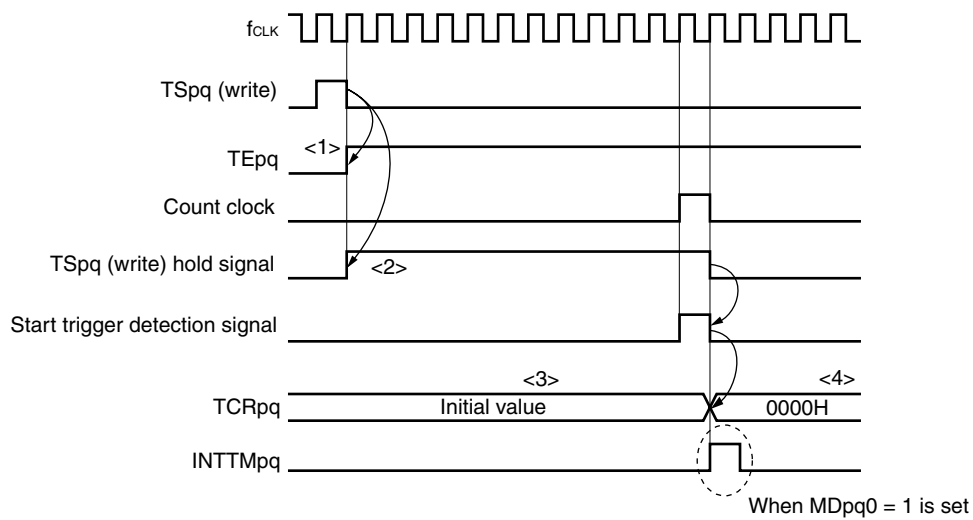 fCLK
TSpq (write)
<1>
TEpq
Count clock
TSpq (write) hold signal
<2>
Start trigger detection signal
<3>
<4>
TCRpq
Initial value
0000H
INTTMpq
When MDpq0 = 1 is set